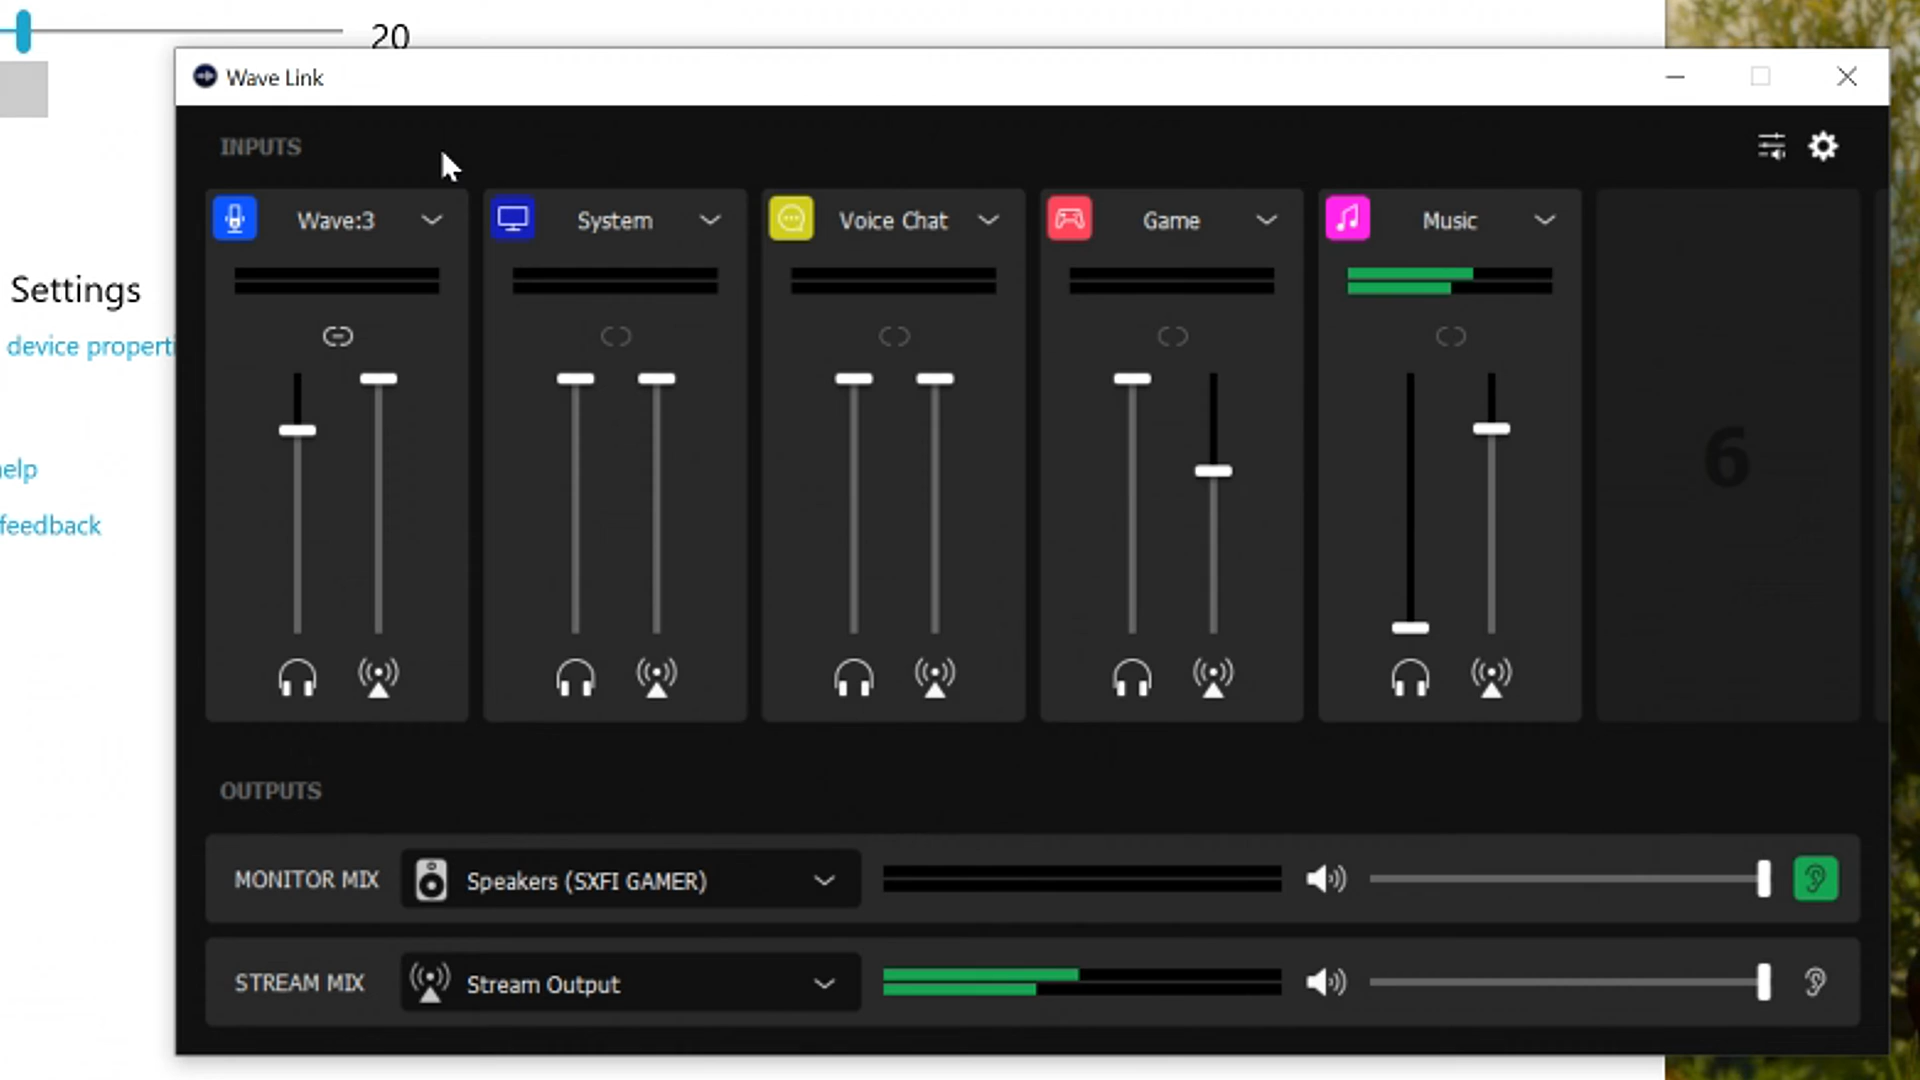 20
Wave Link
INPUTS
Wave:3
System
Voice Chat
Game
Music
Settings
device properti
6
elp
feedback
OUTPUTS
MONITOR MIX
Speakers (SXFI GAMER)
STREAM MIX
Stream Output